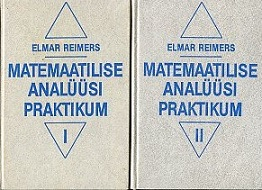 ELMAR REIMERS
MATEMAATILISE
ANALÜÜSI
PRAKTIKUM
I
ELMAR REIMERS
MATEMAATILISE
ANALÜÜSI
PRAKTIKUM
II